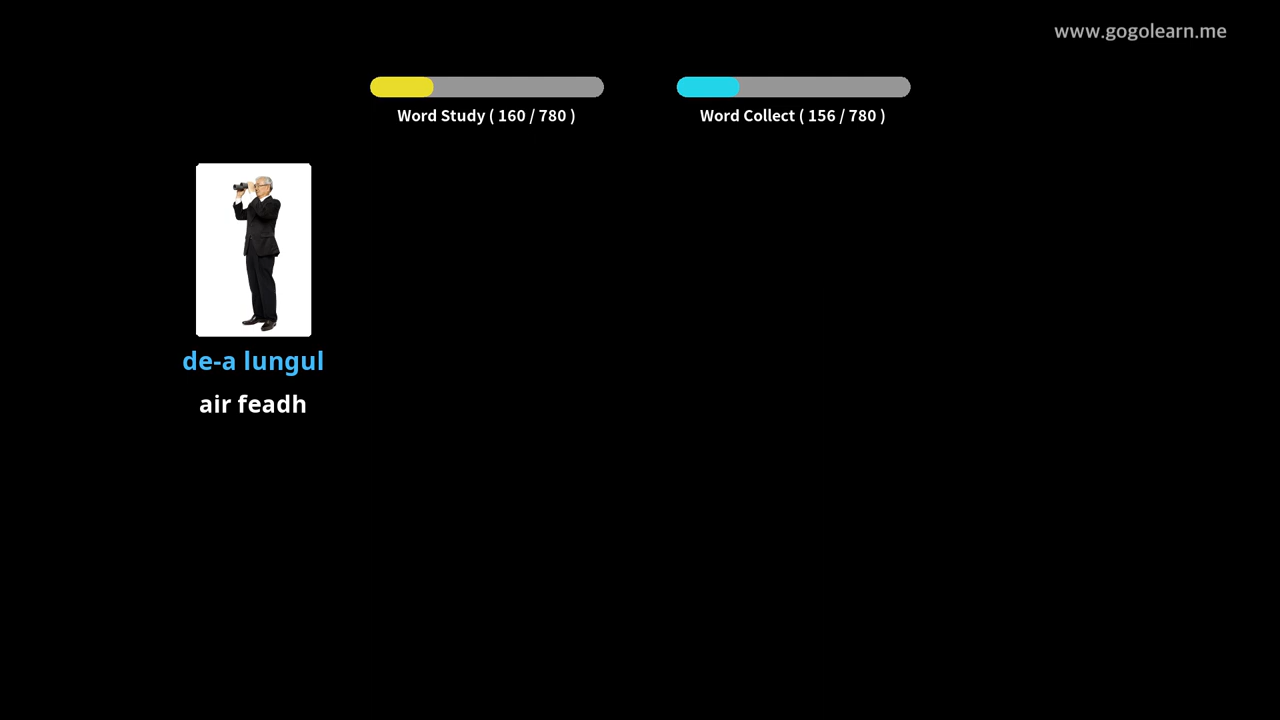 www.gogolearn.me
Word Study ( 160 / 780 )
Word Collect ( 156 / 780 )
de-a lungul
air feadh